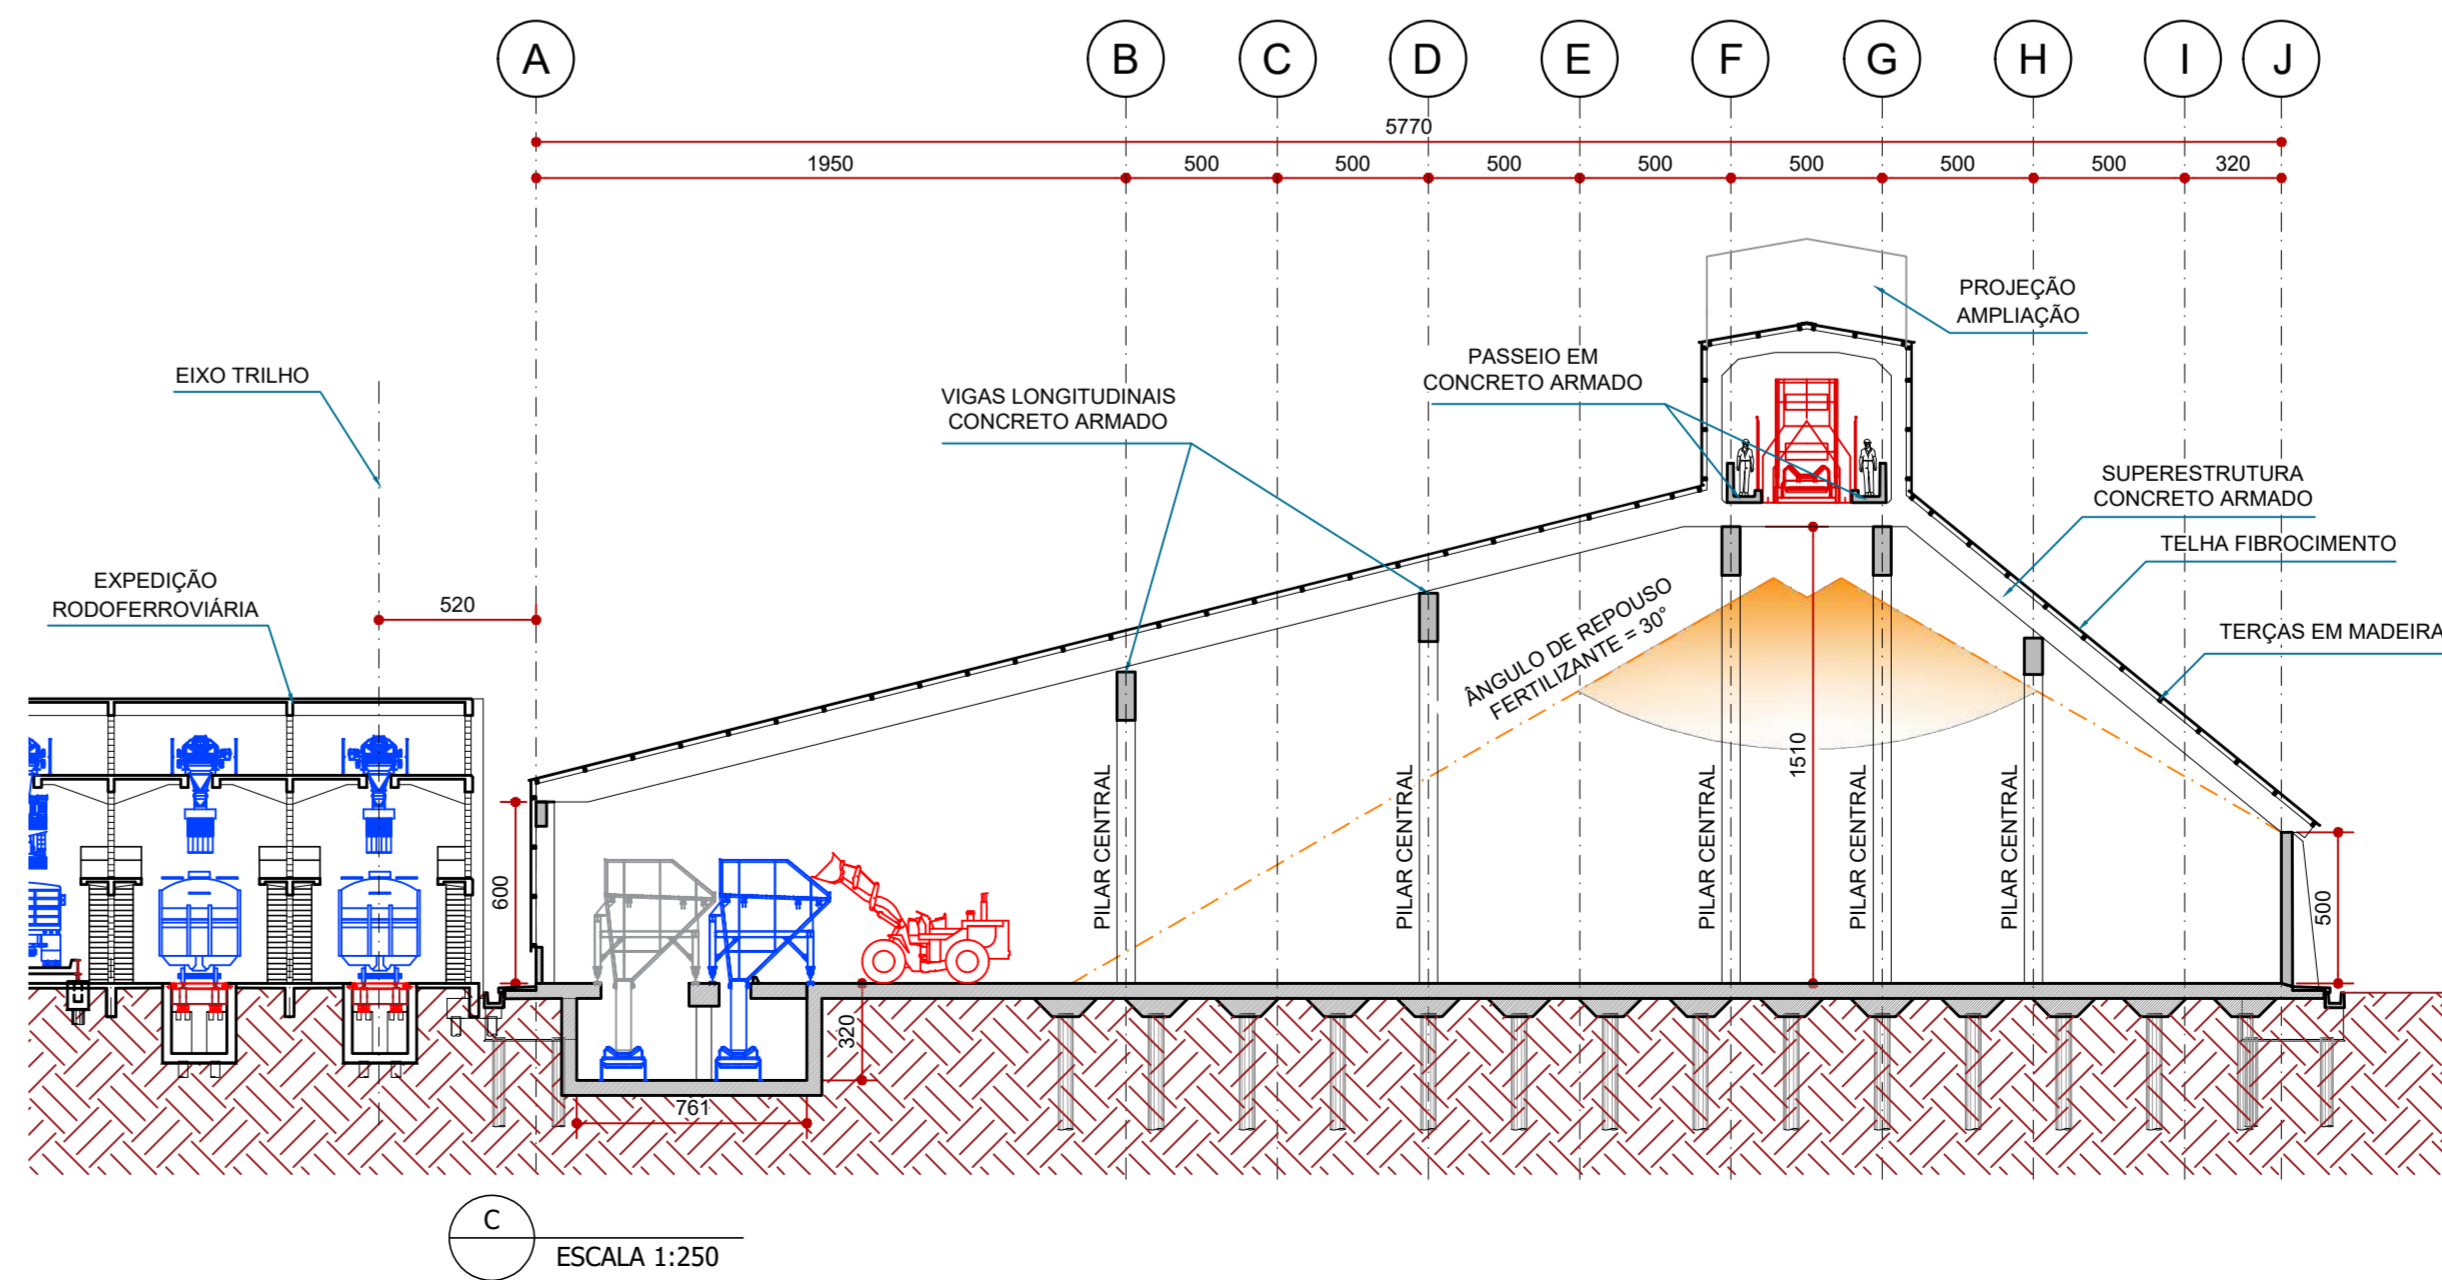 A
B
C
D
E
F
G
H
I
J
5770
1950
500
500
500
500
500
500
500
320
PROJEÇÃO
AMPLIAÇÃO
EIXO TRILHO
VIGAS LONGITUDINAIS
CONCRETO ARMADO
PASSEIO EM
CONCRETO ARMADO
SUPERESTRUTURA
CONCRETO ARMADO
TELHA FIBROCIMENTO
TERÇAS EM MADEIRA
EXPEDIÇÃO
RODOFERROVIÁRIA
520
ÂNGULO DE REPOUSO
FERTILIZANTE = 30°
1510
PILAR CENTRAL
PILAR CENTRAL
PILAR CENTRAL
PILAR CENTRAL
PILAR CENTRAL
600
500
320
761
C
ESCALA 1:250